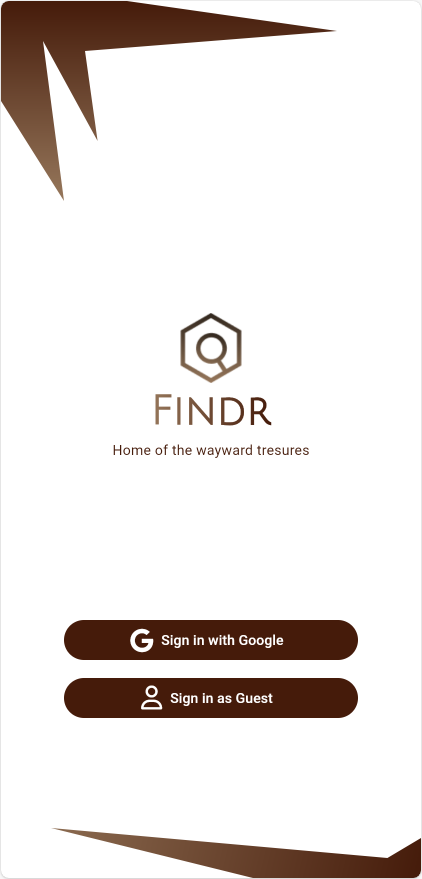 FINDR
Home of the wayward tresures
Sign in with Google
Sign in as Guest